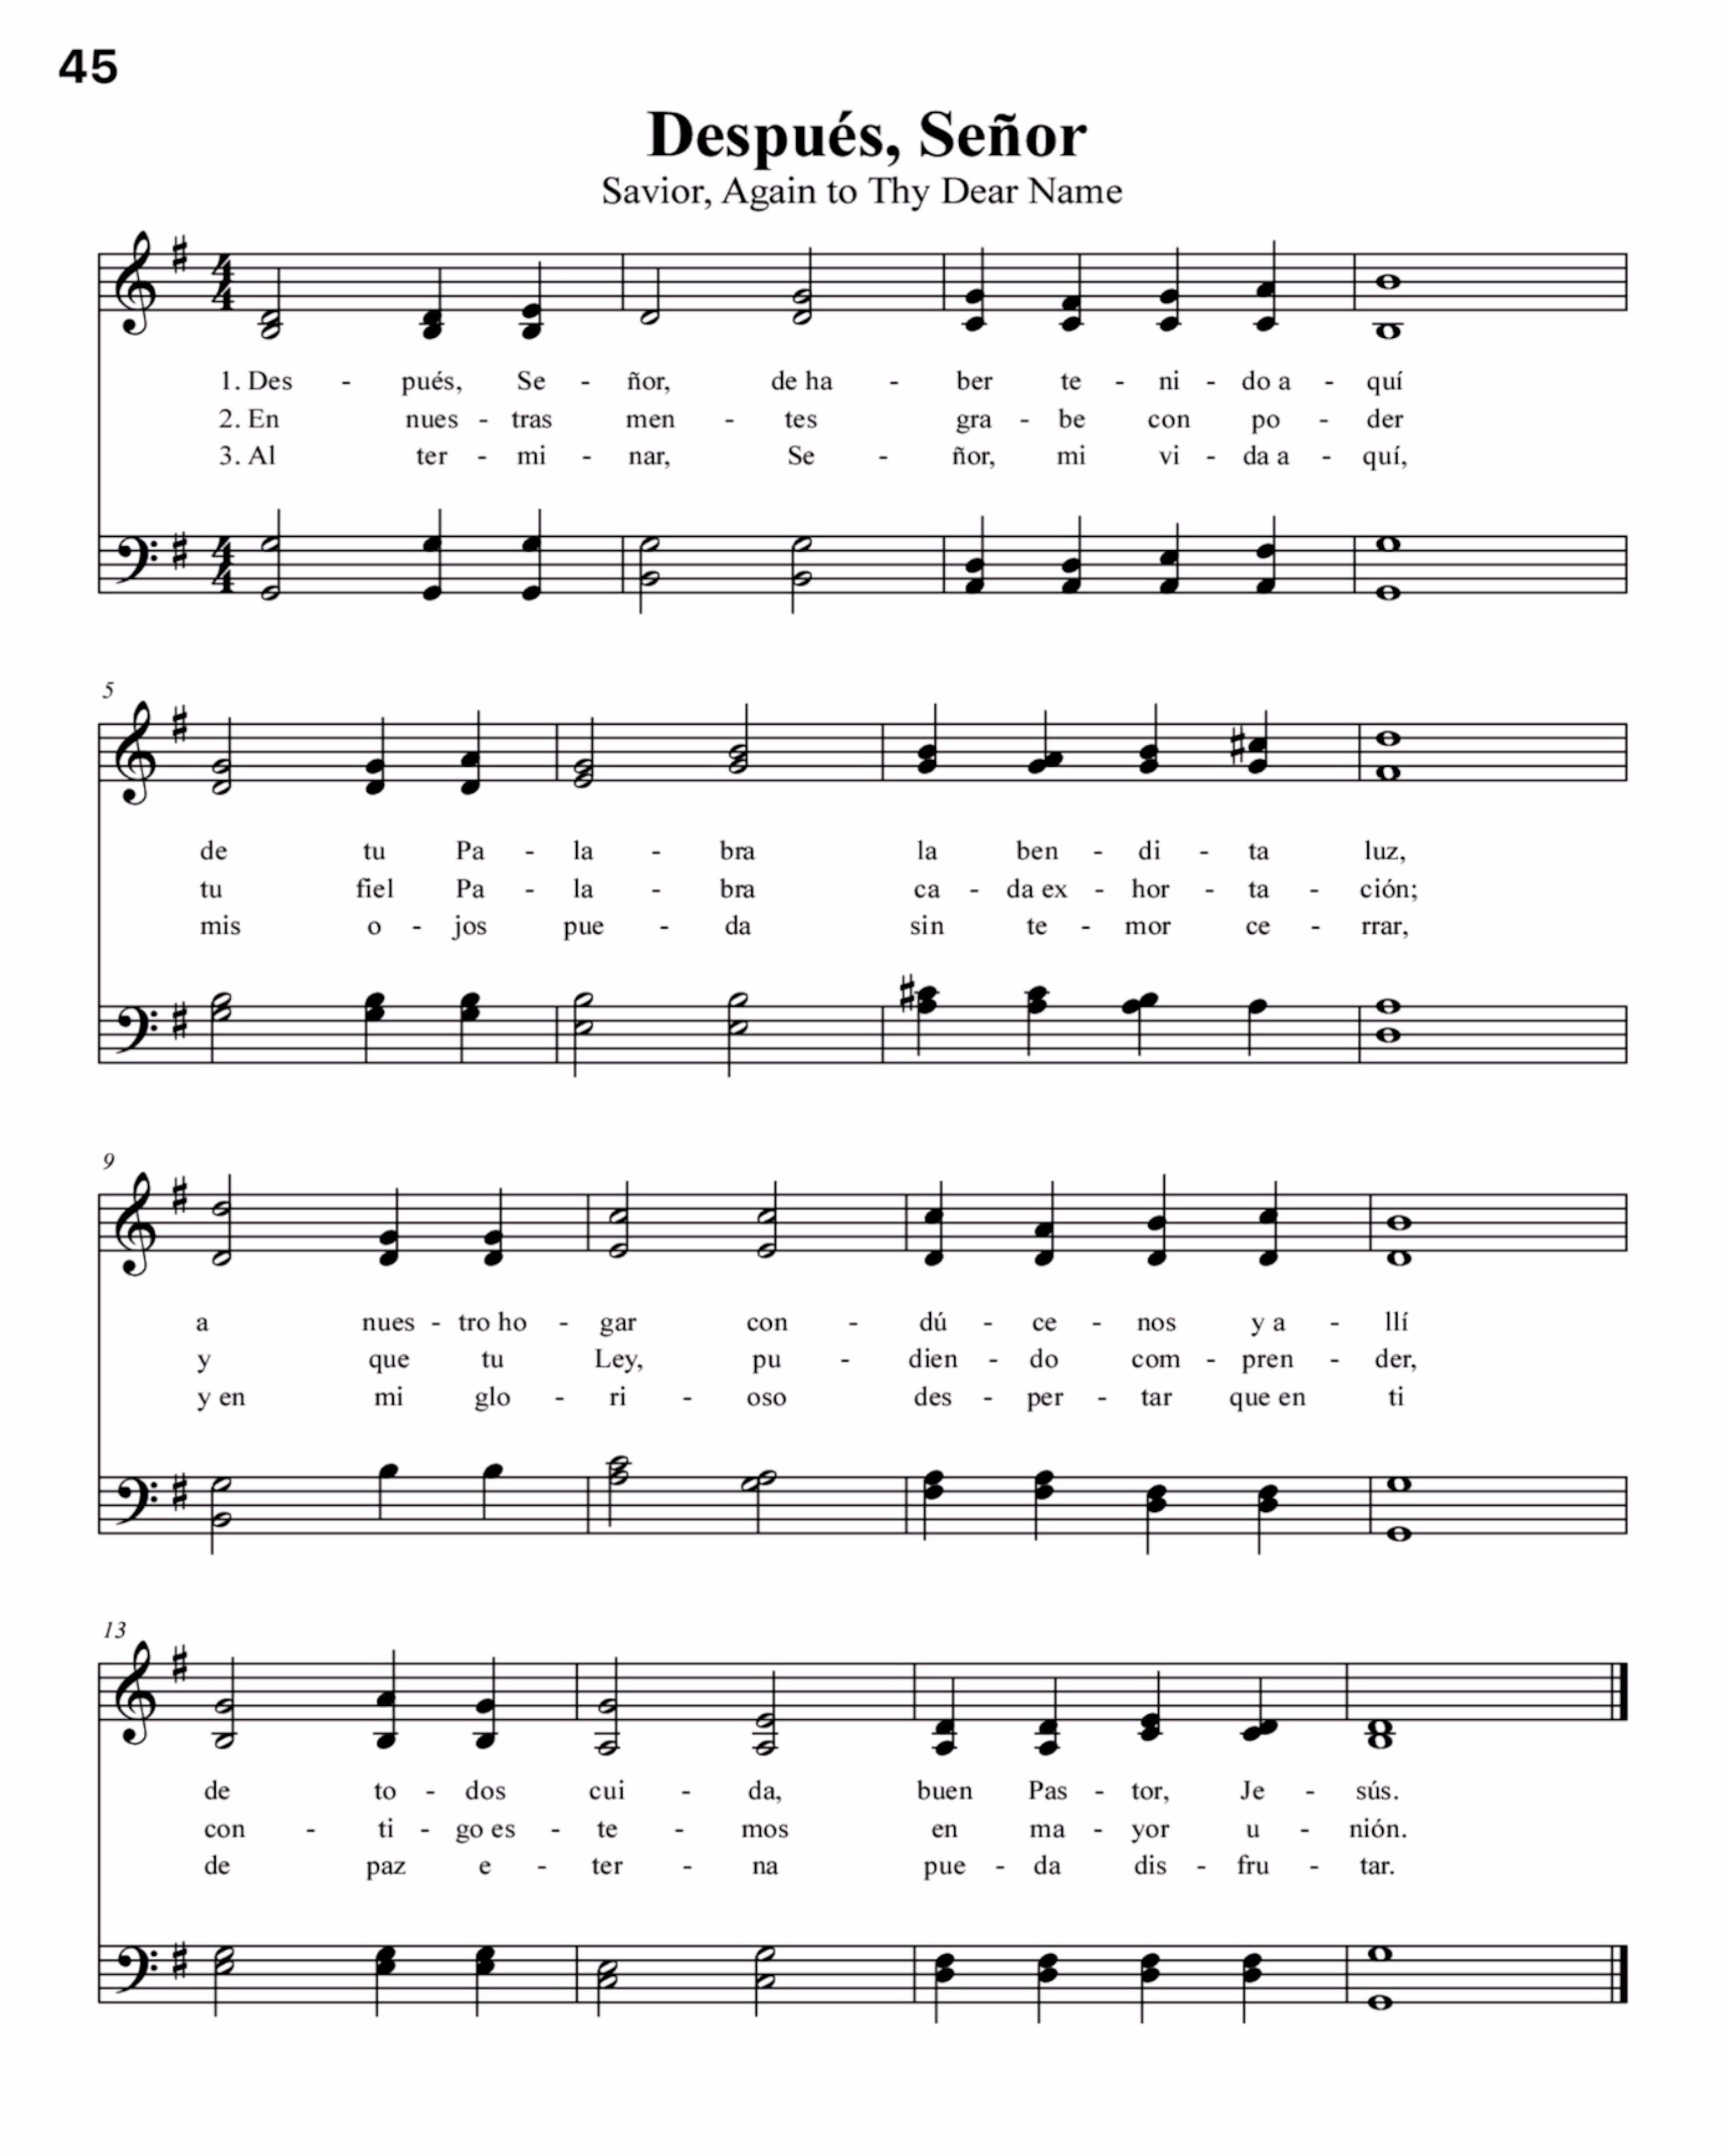 45
Después, Señor
Savior, Again to Thy Dear Name
4 4
1. Des - pués, Se - ñor, de ha - ber te - ni - do a - quí
2. En nues - tras men - tes gra - be con po - der
3. Al ter - mi - nar, Se - ñor, mi vi - da a - quí,
4 4
5
de tu Pa - la - bra la ben - di - ta luz,
tu fiel Pa - la - bra ca - da ex - hor - ta - ción;
mis o - jos pue - da sin te - mor ce - rrar,
9
a nues - tro ho - gar con - dú - ce - nos y a - llí
y que tu Ley, pu - dien - do com - pren - der,
y en mi glo - ri - oso des - per - tar que en ti
13
de to - dos cui - da, buen Pas - tor, Je - sús.
con - ti - go es - te - mos en ma - yor u - nión.
de paz e - ter - na pue - da dis - fru - tar.